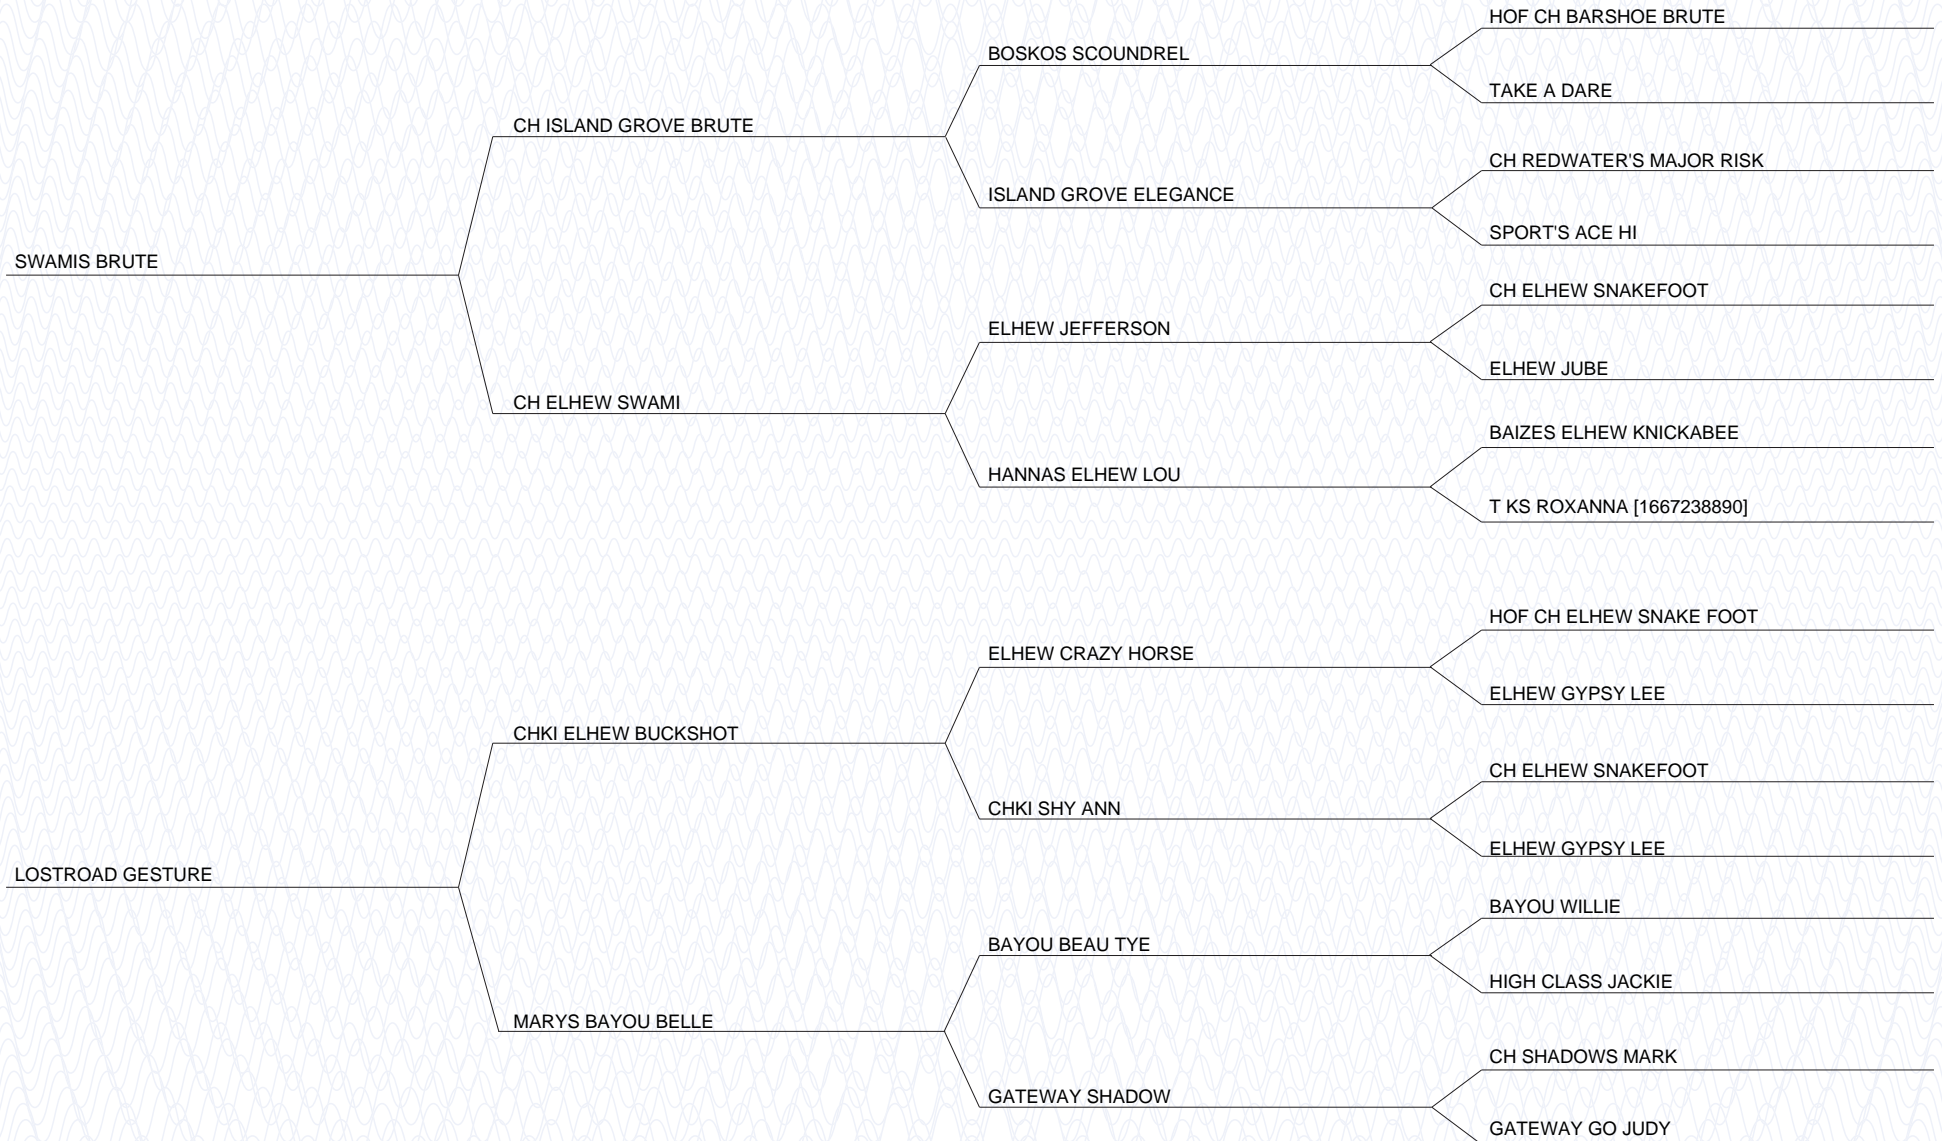 HOF CH BARSHOE BRUTE
BOSKOS SCOUNDREL
TAKE A DARE
CH ISLAND GROVE BRUTE
CH REDWATER'S MAJOR RISK
ISLAND GROVE ELEGANCE
SPORT'S ACE HI
SWAMIS BRUTE
CH ELHEW SNAKEFOOT
ELHEW JEFFERSON
ELHEW JUBE
CH ELHEW SWAMI
BAIZES ELHEW KNICKABEE
HANNAS ELHEW LOU
T KS ROXANNA [1667238890]
HOF CH ELHEW SNAKE FOOT
ELHEW CRAZY HORSE
ELHEW GYPSY LEE
CHKI ELHEW BUCKSHOT
CH ELHEW SNAKEFOOT
CHKI SHY ANN
ELHEW GYPSY LEE
LOSTROAD GESTURE
BAYOU WILLIE
BAYOU BEAU TYE
HIGH CLASS JACKIE
MARYS BAYOU BELLE
CH SHADOWS MARK
GATEWAY SHADOW
GATEWAY GO JUDY